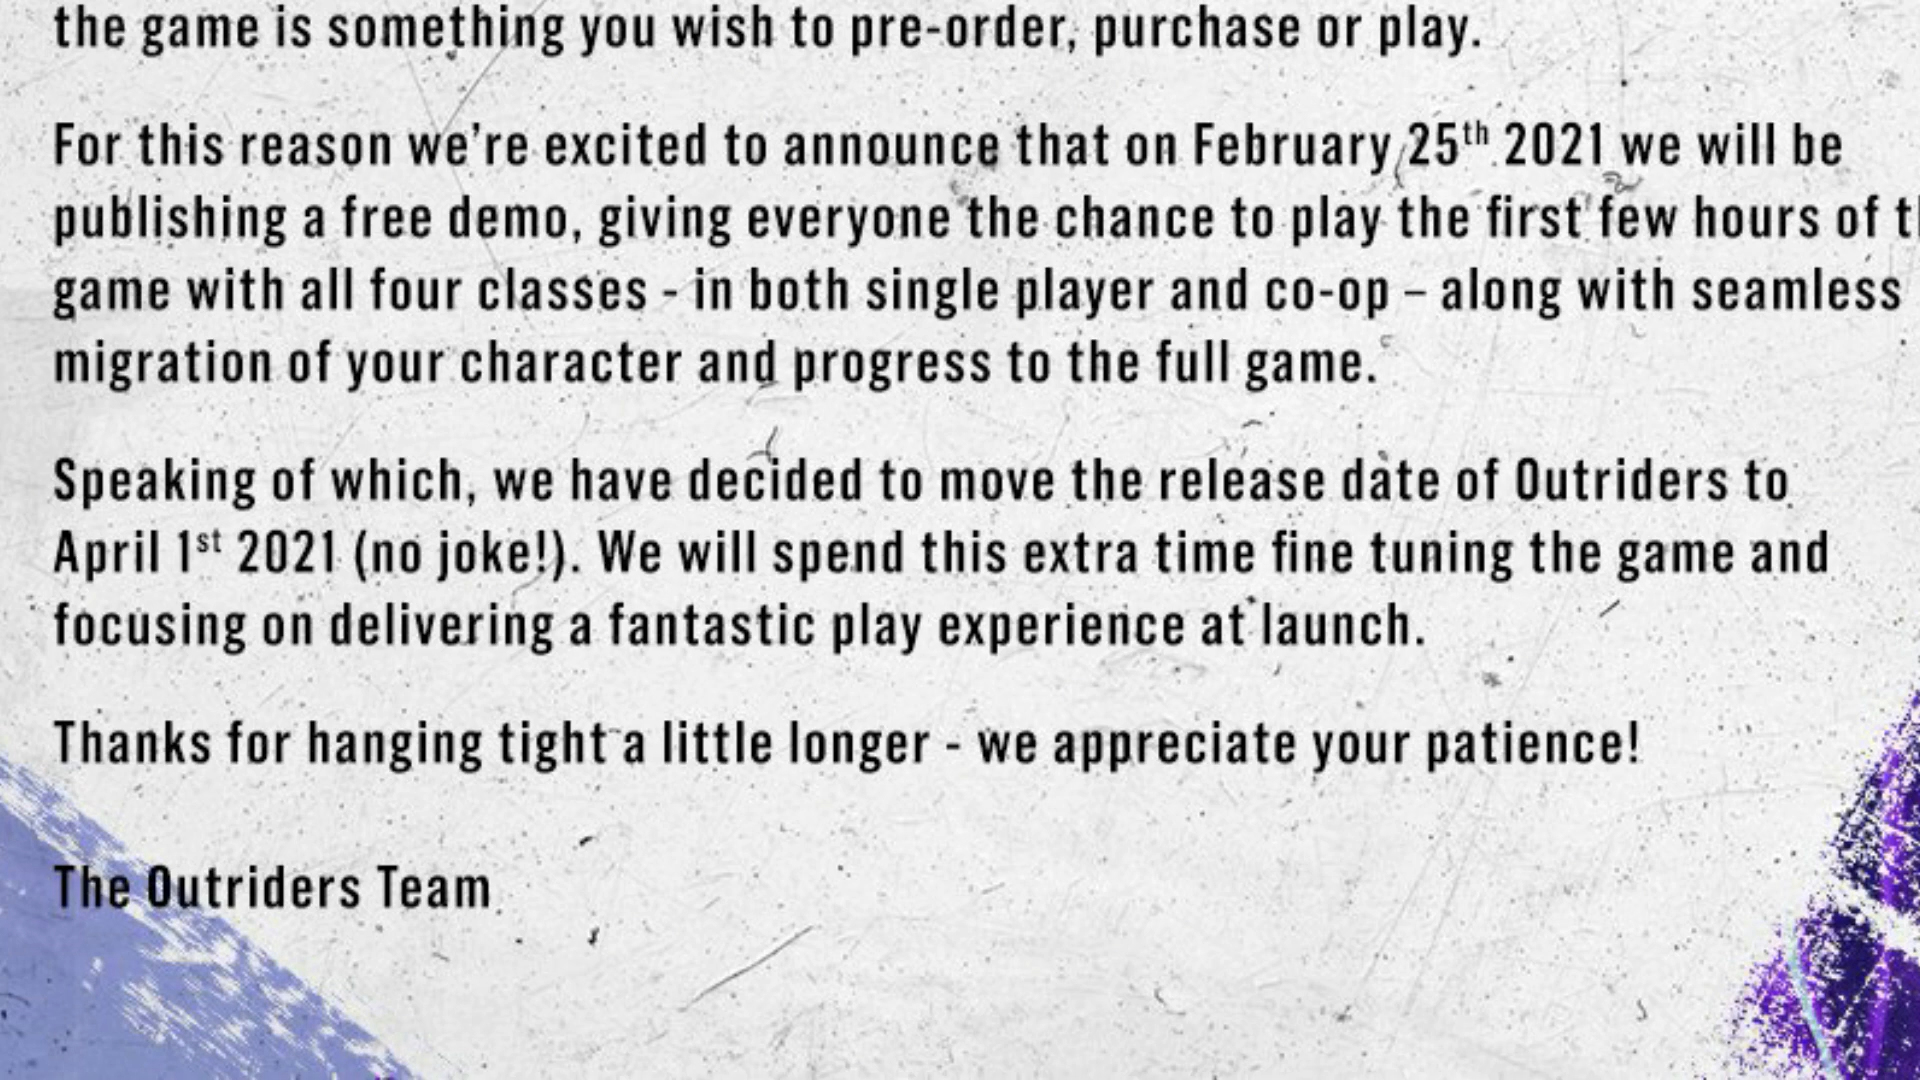 the game is something you wish to pre-order, purchase or play.
For this reason we’re excited to announce that on February 25th 2021 we will be
publishing a free demo, giving everyone the chance to play the first few hours of
game with all four classes - in both single player and co-op – along with seamless
migration of your character and progress to the full game.
Speaking of which, we have decided to move the release date of Outriders to
April 1st 2021 (no joke!). We will spend this extra time fine tuning the game and
focusing on delivering a fantastic play experience at launch.
Thanks for hanging tight a little longer - we appreciate your patience!
The Outriders Team